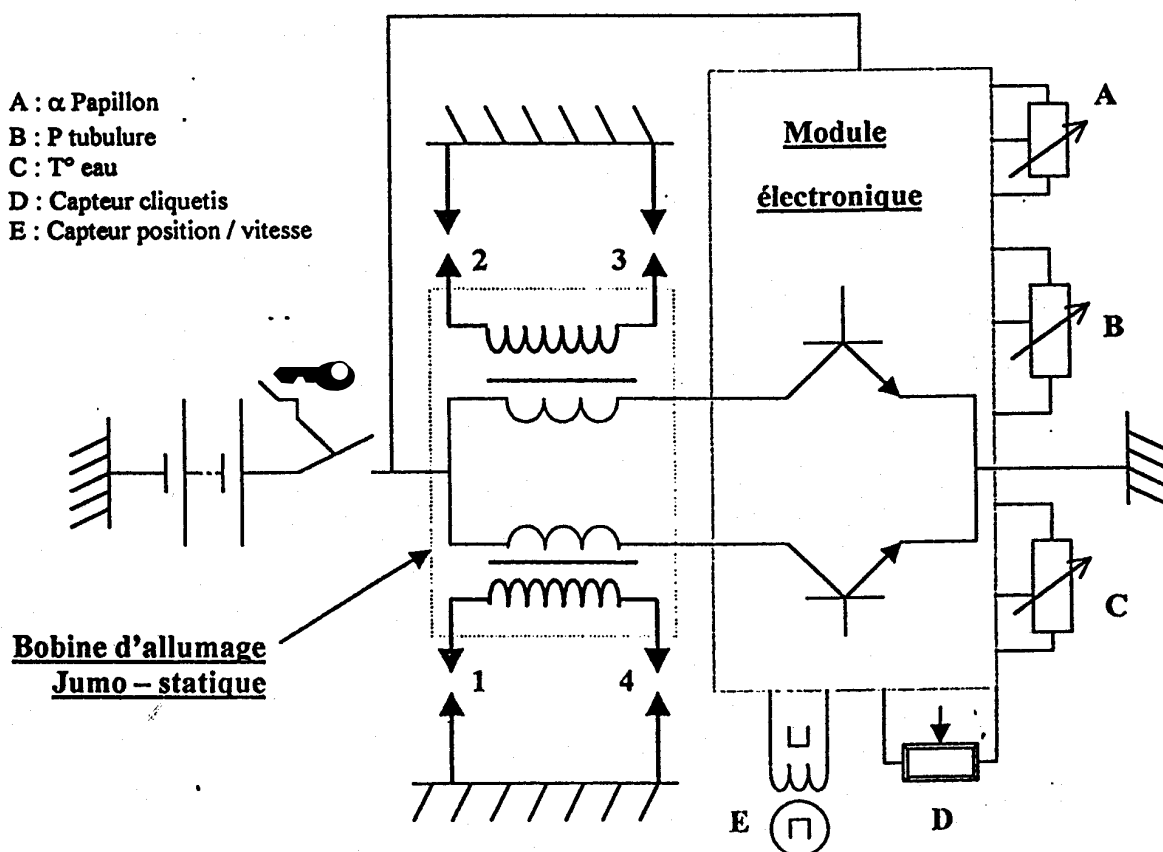 A : α Papillon
B : P tubulure
C : T° eau
D : Capteur cliquetis
E : Capteur position / vitesse
Module
électronique
A
2
3
B
Bobine d'allumage
Jumo – statique
1
4
C
E
D